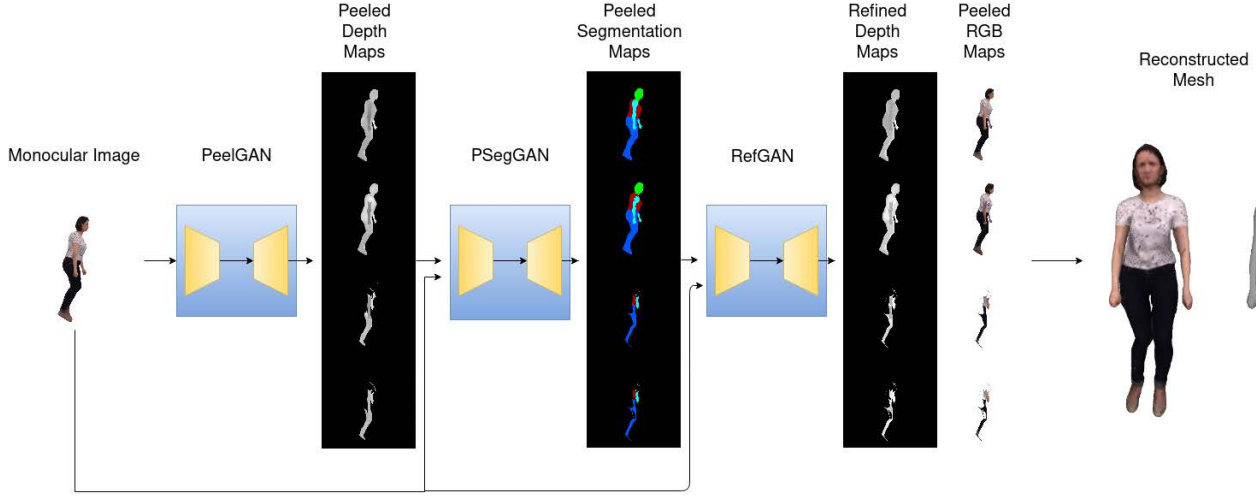 Monocular Image
PeelGAN
Peeled
Depth
Maps
PSegGAN
Peeled
Segmentation
Maps
RefGAN
Refined
Depth
Maps
Peeled
RGB
Maps
Reconstructed
Mesh